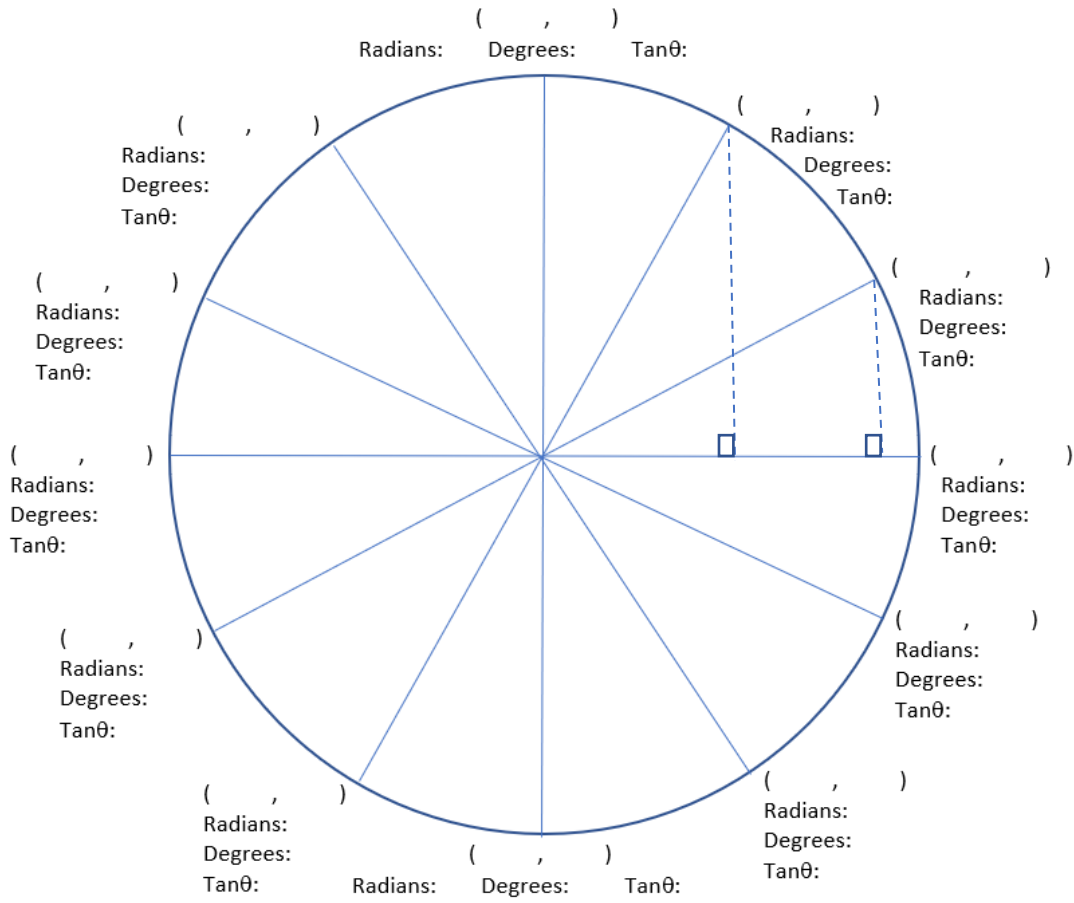 ( , )
Radians: Degrees: Tanθ:
( , )
Radians:
Degrees:
Tanθ:
( , )
Radians:
Degrees:
Tanθ:
( , )
Radians:
Degrees:
Tanθ:
( , )
Radians:
Degrees:
Tanθ:
( , )
Radians:
Degrees:
Tanθ:
( , )
Radians:
Degrees:
Tanθ:
( , )
Radians:
Degrees:
Tanθ:
( , )
Radians:
Degrees:
Tanθ:
( , )
Radians:
Degrees:
Tanθ:
( , )
Radians:
Degrees:
Tanθ:
( , )
Radians: Degrees: Tanθ: